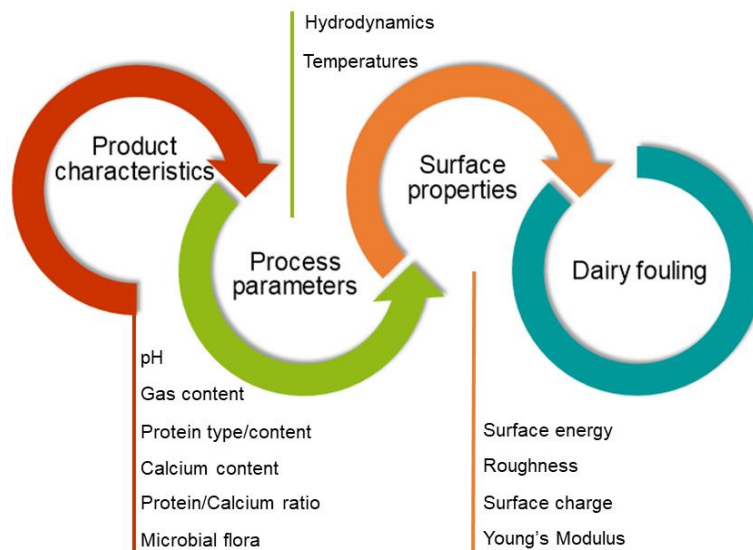 Hydrodynamics
Temperatures
Product
characteristics
Process
parameters
Surface
properties
Dairy fouling
pH
Gas content
Protein type/content
Calcium content
Protein/Calcium ratio
Microbial flora
Surface energy
Roughness
Surface charge
Young's Modulus